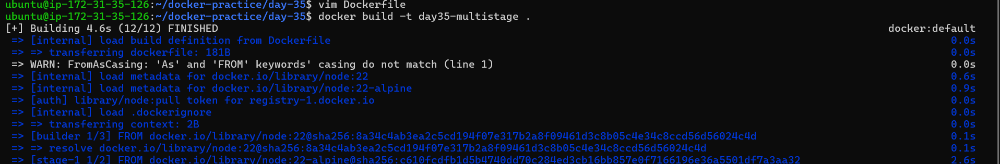 ubuntu@ip-172-31-35-126:~/docker-practice/day-35$ vim Dockerfile
ubuntu@ip-172-31-35-126:~/docker-practice/day-35$ docker build -t day35-multistage .
[+] Building 4.6s (12/12) FINISHED docker:default
=> [internal] load build definition from Dockerfile 0.0s
=> => transferring dockerfile: 181B 0.0s
=> WARN: FromAsCasing: 'As' and 'FROM' keywords' casing do not match (line 1) 0.0s
=> [internal] load metadata for docker.io/library/node:22 0.6s
=> [internal] load metadata for docker.io/library/node:22-alpine 0.9s
=> [auth] library/node:pull token for registry-1.docker.io 0.0s
=> [internal] load .dockerignore 0.0s
=> => transferring context: 2B 0.0s
=> [builder 1/3] FROM docker.io/library/node:22@sha256:8a34c4ab3ea2c5cd194f07e317b2a8f09461d3c8b05c4e34c8ccd56d56024c4d 0.1s
=> => resolve docker.io/library/node:22@sha256:8a34c4ab3ea2c5cd194f07e317b2a8f09461d3c8b05c4e34c8ccd56d56024c4d 0.1s
=> [stage-1 1/2] FROM docker.io/library/node:22-alpine@sha256:c610fcdfb1d5b4740dd70c284ed3cb16bb857e0f7166196e36a5501df7a3aa32 2.6s